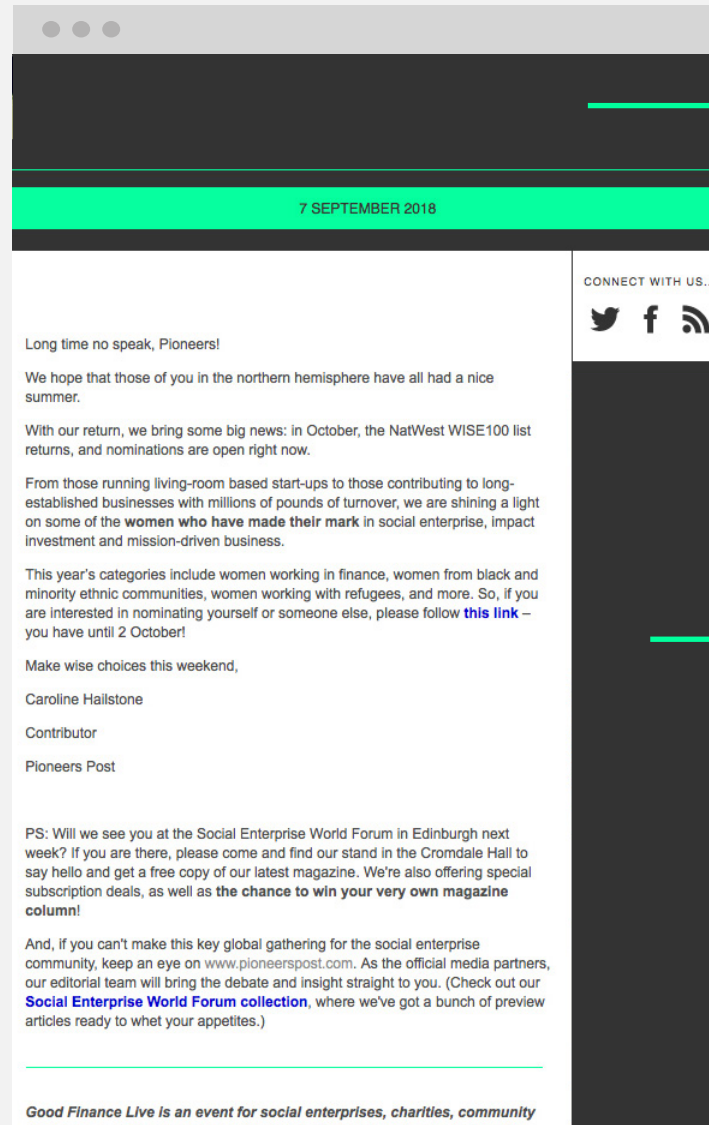 7 SEPTEMBER 2018
CONNECT WITH US..
Long time no speak, Pioneers!
We hope that those of you in the northern hemisphere have all had a nice
summer.
With our return, we bring some big news: in October, the NatWest WISE100 list
returns, and nominations are open right now.
From those running living-room based start-ups to those contributing to long-
established businesses with millions of pounds of turnover, we are shining a light
on some of the women who have made their mark in social enterprise, impact
investment and mission-driven business.
This year's categories include women working in finance, women from black and
minority ethnic communities, women working with refugees, and more. So, if you
are interested in nominating yourself or someone else, please follow this link –
you have until 2 October!
Make wise choices this weekend,
Caroline Hailstone
Contributor
Pioneers Post
PS: Will we see you at the Social Enterprise World Forum in Edinburgh next
week? If you are there, please come and find our stand in the Cromdale Hall to
say hello and get a free copy of our latest magazine. We're also offering special
subscription deals, as well as the chance to win your very own magazine
column!
And, if you can't make this key global gathering for the social enterprise
community, keep an eye on www.pioneerspost.com. As the official media partners,
our editorial team will bring the debate and insight straight to you. (Check out our
Social Enterprise World Forum collection, where we've got a bunch of preview
articles ready to whet your appetites.)
Good Finance Live is an event for social enterprises, charities, community